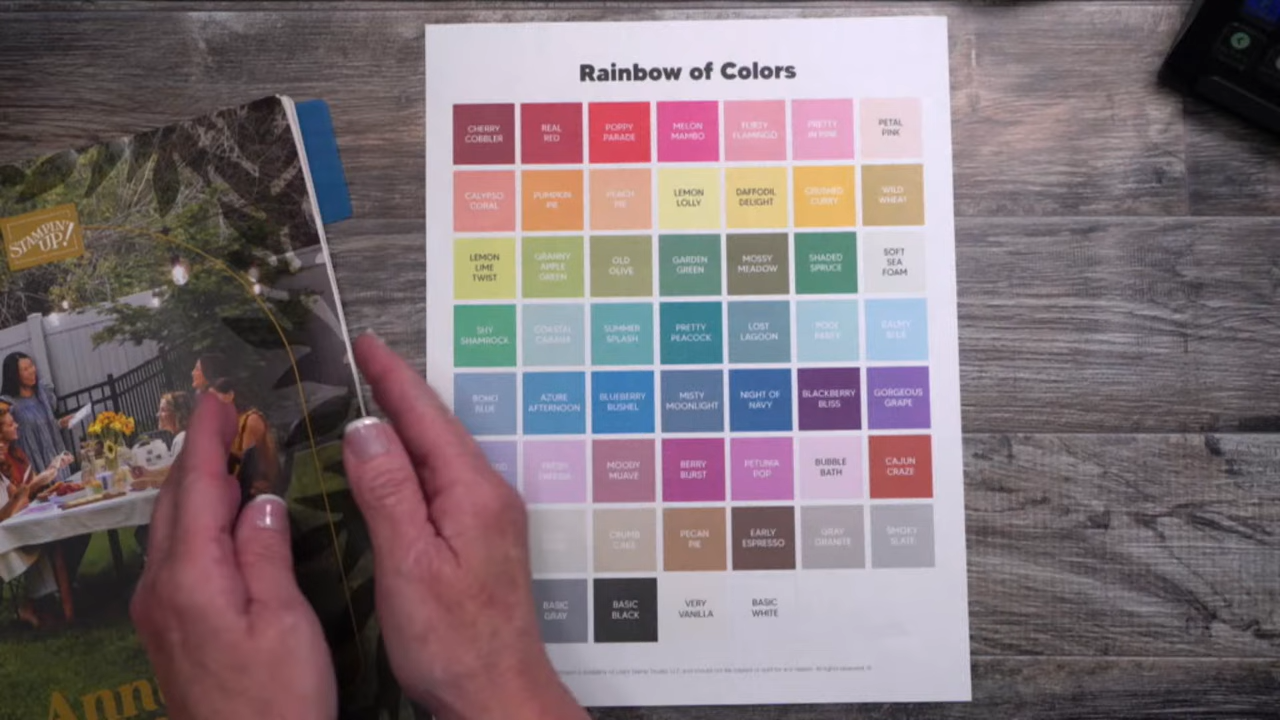 Rainbow of Colors
CHERRY
COBBLER
REAL
RED
POPPY
PARADE
MELON
MAMBO
FLIRTY
FLAMINGO
PRETTY
IN PINK
PETAL
PINK
CALYPSO
CORAL
PUMPKIN
PIE
PEACH
PIE
LEMON
LOLLY
DAFFODIL
DELIGHT
CRUSHED
CURRY
WILD
WHEAT
LEMON
LIME
TWIST
GRANNY
APPLE
GREEN
OLD
OLIVE
GARDEN
GREEN
MOSSY
MEADOW
SHADED
SPRUCE
SOFT
SEA
FOAM
SHY
SHAMROCK
COASTAL
CABANA
SUMMER
SPLASH
PRETTY
PEACOCK
LOST
LAGOON
POOL
PARTY
BALMY
BLUE
BOHO
BLUE
AZURE
AFTERNOON
BLUEBERRY
BUSHEL
MISTY
MOONLIGHT
NIGHT OF
NAVY
BLACKBERRY
BLISS
GORGEOUS
GRAPE
FRESH
FREESIA
MOODY
MAUVE
BERRY
BURST
PETUNIA
POP
BUBBLE
BATH
CAJUN
CRAZE
CRUMB
CAKE
PECAN
PIE
EARLY
ESPRESSO
GRAY
GRANITE
SMOKY
SLATE
BASIC
GRAY
BASIC
BLACK
VERY
VANILLA
BASIC
WHITE
STAMPIN'
UP!
Ann